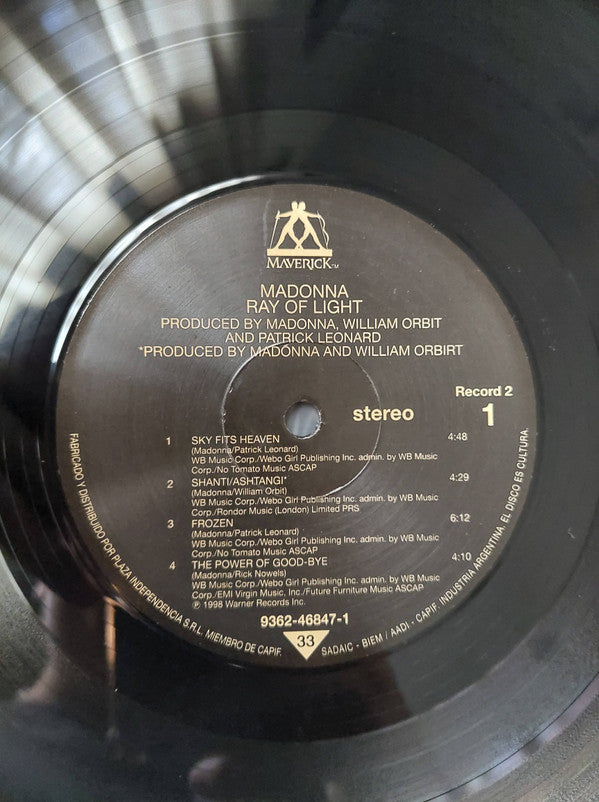 MAVERICK™
MADONNA
RAY OF LIGHT
PRODUCED BY MADONNA, WILLIAM ORBIT
AND PATRICK LEONARD
*PRODUCED BY MADONNA AND WILLIAM ORBIRT
Record 2
stereo 1
1 SKY FITS HEAVEN 4:48
(Madonna/Patrick Leonard)
WB Music Corp./Webo Girl Publishing Inc. admin. by WB Music
Corp./No Tomato Music ASCAP
2 SHANTI/ASHTANGI* 4:29
(Madonna/William Orbit)
WB Music Corp./Webo Girl Publishing Inc. admin. by WB Music
Corp./Rondor Music (London) Limited PRS
3 FROZEN 6:12
(Madonna/Patrick Leonard)
WB Music Corp./Webo Girl Publishing Inc. admin. by WB Music
Corp./No Tomato Music ASCAP
4 THE POWER OF GOOD-BYE 4:10
(Madonna/Rick Nowels)
WB Music Corp./Webo Girl Publishing Inc. admin. by WB Music
Corp./EMI Virgin Music, Inc./Future Furniture Music ASCAP
℗ 1998 Warner Records Inc.
9362-46847-1
33
FABRICADO Y DISTRIBUIDO POR PLAZA INDEPENDENCIA S.R.L. MIEMBRO DE CAPIF. SADAIC - BIEM / AADI - CAPIF. INDUSTRIA ARGENTINA. EL DISCO ES CULTURA.